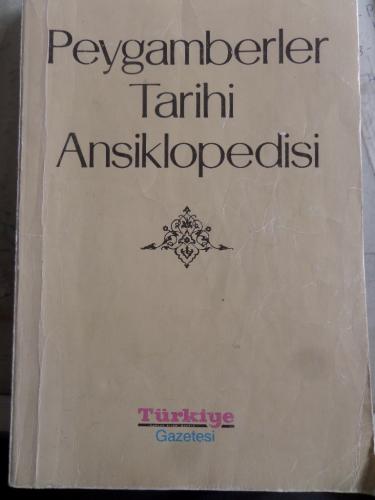 Peygamberler
Tarihi
Ansiklopedisi
Türkiye
Gazetesi